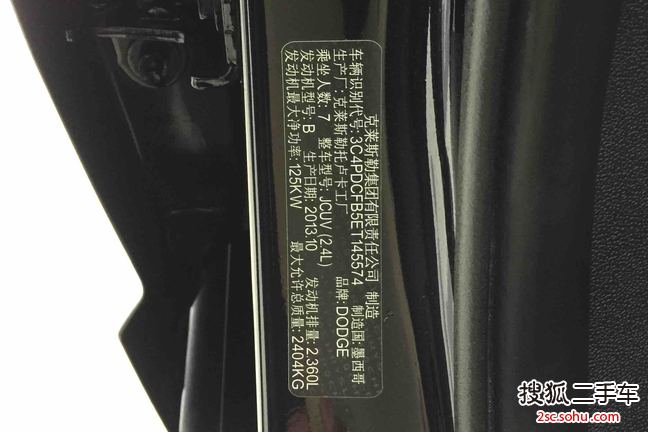 克莱斯勒集团有限责任公司 制造
车辆识别代号: 3C4PDCFB5ET145574 制造国: 墨西哥
生产厂: 克莱斯勒托卢卡工厂 品牌: DODGE
乘坐人数: 7 整车型号: JCUV (2.4L)
发动机型号: B 生产日期: 2013.10 发动机排量: 2.360L
发动机最大净功率: 125KW 最大允许总质量: 2404KG
搜狐二手车
2sc.sohu.com